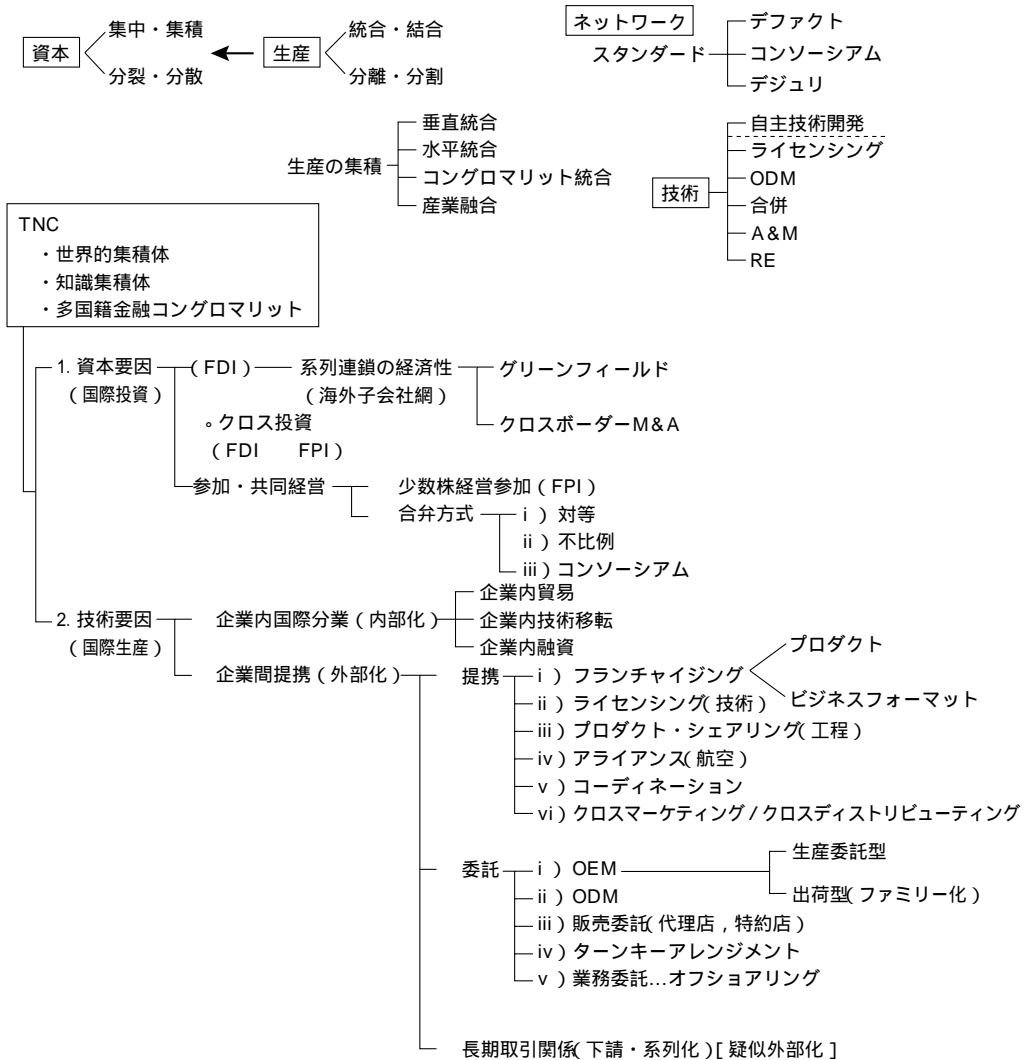 資本
集中・集積
分裂・分散
生産
統合・結合
分離・分割
ネットワーク
スタンダード
デファクト
コンソーシアム
デジュリ
生産の集積
垂直統合
水平統合
コングロマリット統合
産業融合
技術
自主技術開発
ライセンシング
ODM
合併
A&M
RE
TNC
・世界的集積体
・知識集積体
・多国籍金融コングロマリット
1. 資本要因
(国際投資)
(FDI)
系列連鎖の経済性
(海外子会社網)
グリーンフィールド
クロスボーダーM&A
。クロス投資
(FDI FPI)
参加・共同経営
少数株経営参加(FPI)
合弁方式
i)対等
ii)不比例
iii)コンソーシアム
2. 技術要因
(国際生産)
企業内国際分業(内部化)
企業内貿易
企業内技術移転
企業内融資
企業間提携(外部化)
提携
i)フランチャイジング
プロダクト
ビジネスフォーマット
ii)ライセンシング(技術)
iii)プロダクト・シェアリング(工程)
iv)アライアンス(航空)
v)コーディネーション
vi)クロスマーケティング/クロスディストリビューティング
委託
i)OEM
生産委託型
出荷型(ファミリー化)
ii)ODM
iii)販売委託(代理店,特約店)
iv)ターンキーアレンジメント
v)業務委託…オフショアリング
長期取引関係(下請・系列化)[疑似外部化]